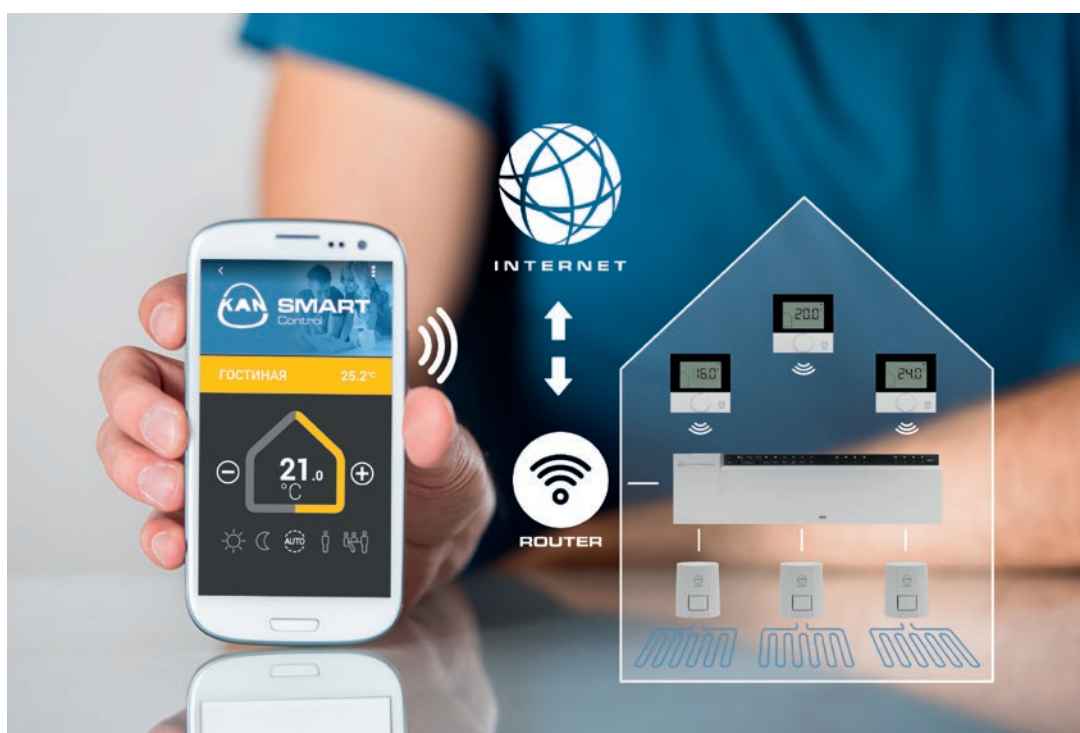 KAN
SMART
Control
ГОСТИНАЯ 25.2°C
21.0
°C
AUTO
INTERNET
ROUTER
20.0°
16.0°
24.0°